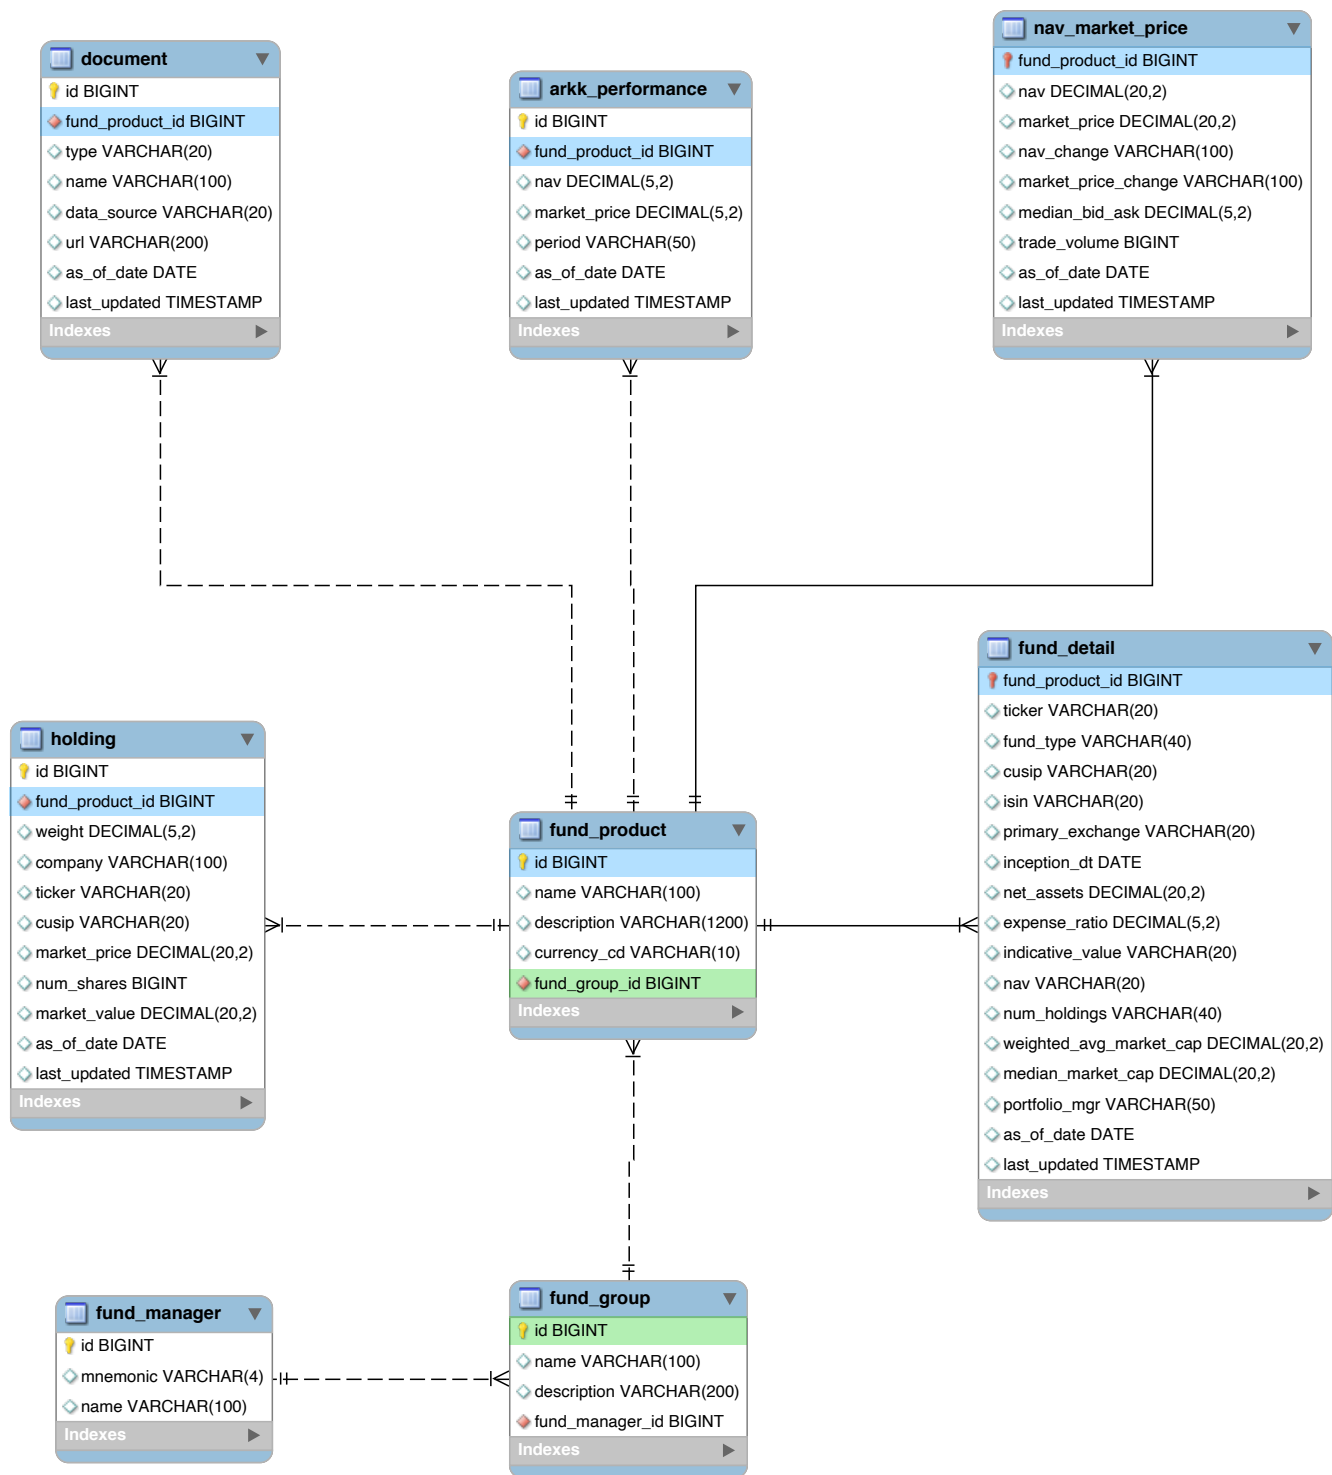 document
id BIGINT
fund_product_id BIGINT
type VARCHAR(20)
name VARCHAR(100)
data_source VARCHAR(20)
url VARCHAR(200)
as_of_date DATE
last_updated TIMESTAMP
Indexes
arkk_performance
id BIGINT
fund_product_id BIGINT
nav DECIMAL(5,2)
market_price DECIMAL(5,2)
period VARCHAR(50)
as_of_date DATE
last_updated TIMESTAMP
Indexes
nav_market_price
fund_product_id BIGINT
nav DECIMAL(20,2)
market_price DECIMAL(20,2)
nav_change VARCHAR(100)
market_price_change VARCHAR(100)
median_bid_ask DECIMAL(5,2)
trade_volume BIGINT
as_of_date DATE
last_updated TIMESTAMP
Indexes
holding
id BIGINT
fund_product_id BIGINT
weight DECIMAL(5,2)
company VARCHAR(100)
ticker VARCHAR(20)
cusip VARCHAR(20)
market_price DECIMAL(20,2)
num_shares BIGINT
market_value DECIMAL(20,2)
as_of_date DATE
last_updated TIMESTAMP
Indexes
fund_product
id BIGINT
name VARCHAR(100)
description VARCHAR(1200)
currency_cd VARCHAR(10)
fund_group_id BIGINT
Indexes
fund_detail
fund_product_id BIGINT
ticker VARCHAR(20)
fund_type VARCHAR(40)
cusip VARCHAR(20)
isin VARCHAR(20)
primary_exchange VARCHAR(20)
inception_dt DATE
net_assets DECIMAL(20,2)
expense_ratio DECIMAL(5,2)
indicative_value VARCHAR(20)
nav VARCHAR(20)
num_holdings VARCHAR(40)
weighted_avg_market_cap DECIMAL(20,2)
median_market_cap DECIMAL(20,2)
portfolio_mgr VARCHAR(50)
as_of_date DATE
last_updated TIMESTAMP
Indexes
fund_manager
id BIGINT
mnemonic VARCHAR(4)
name VARCHAR(100)
Indexes
fund_group
id BIGINT
name VARCHAR(100)
description VARCHAR(200)
fund_manager_id BIGINT
Indexes